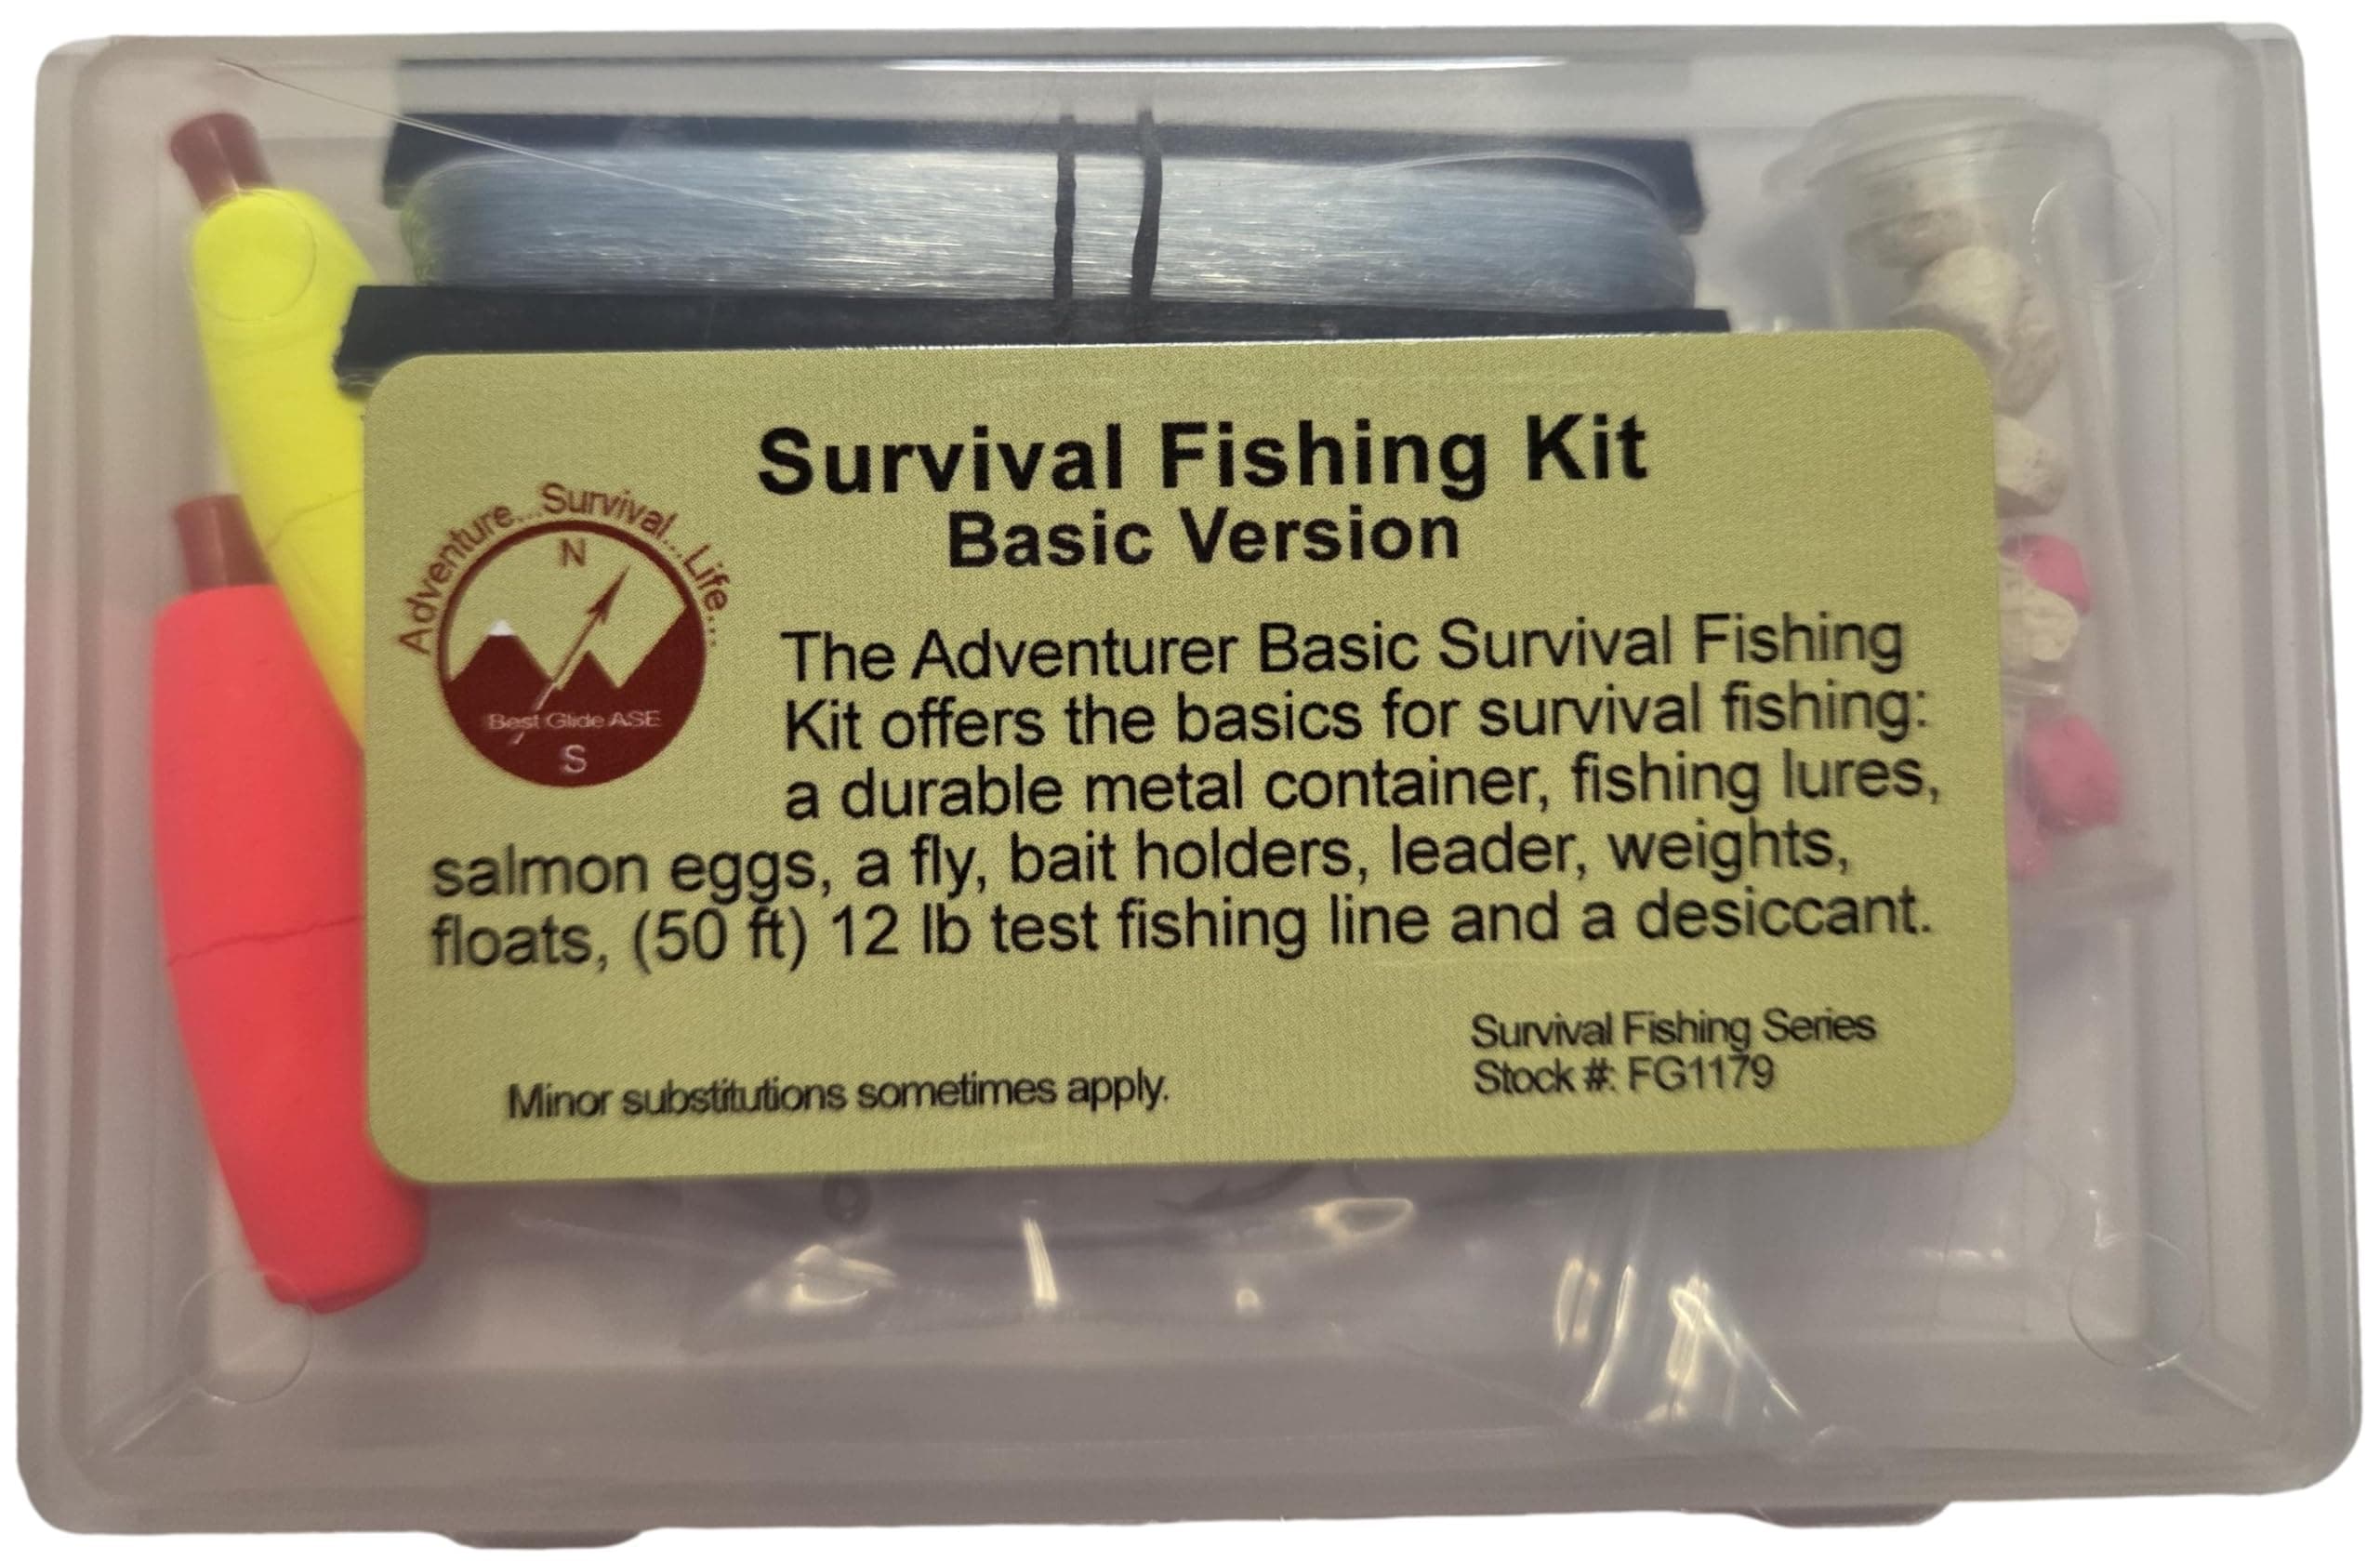 Survival Fishing Kit
Basic Version
Adventure...Survival...Life...
N
Best Glide ASE
S
The Adventurer Basic Survival Fishing
Kit offers the basics for survival fishing:
a durable metal container, fishing lures,
salmon eggs, a fly, bait holders, leader, weights,
floats, (50 ft) 12 lb test fishing line and a desiccant.
Survival Fishing Series
Stock #: FG1179
Minor substitutions sometimes apply.